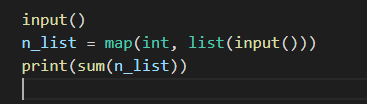 input()
n_list = map(int, list(input()))
print(sum(n_list))